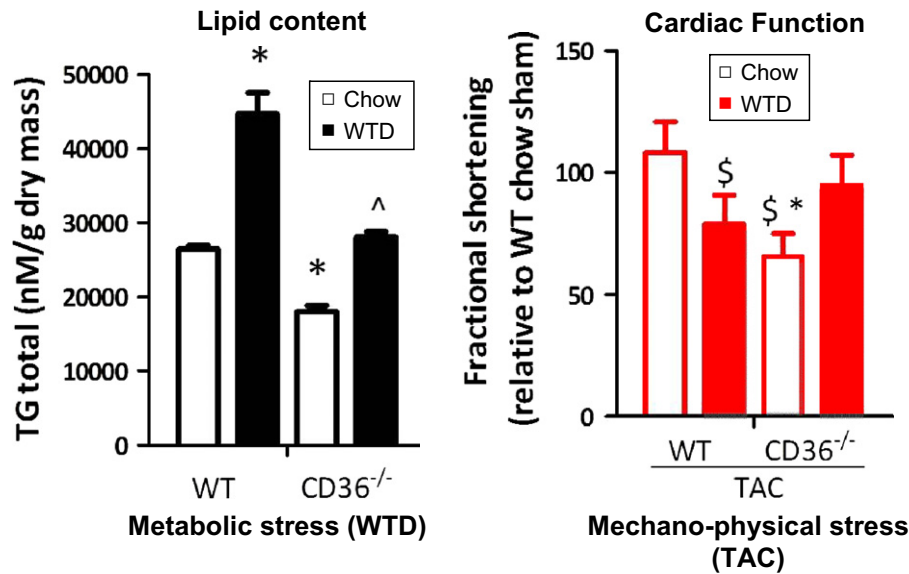 Lipid content
TG total (nM/g dry mass)
50000
40000
30000
20000
10000
0
*
*
^
Chow
WTD
WT
CD36-/-
Metabolic stress (WTD)
Cardiac Function
Fractional shortening
(relative to WT chow sham)
150
100
50
0
Chow
WTD
$
$ *
WT
CD36-/-
TAC
Mechano-physical stress
(TAC)